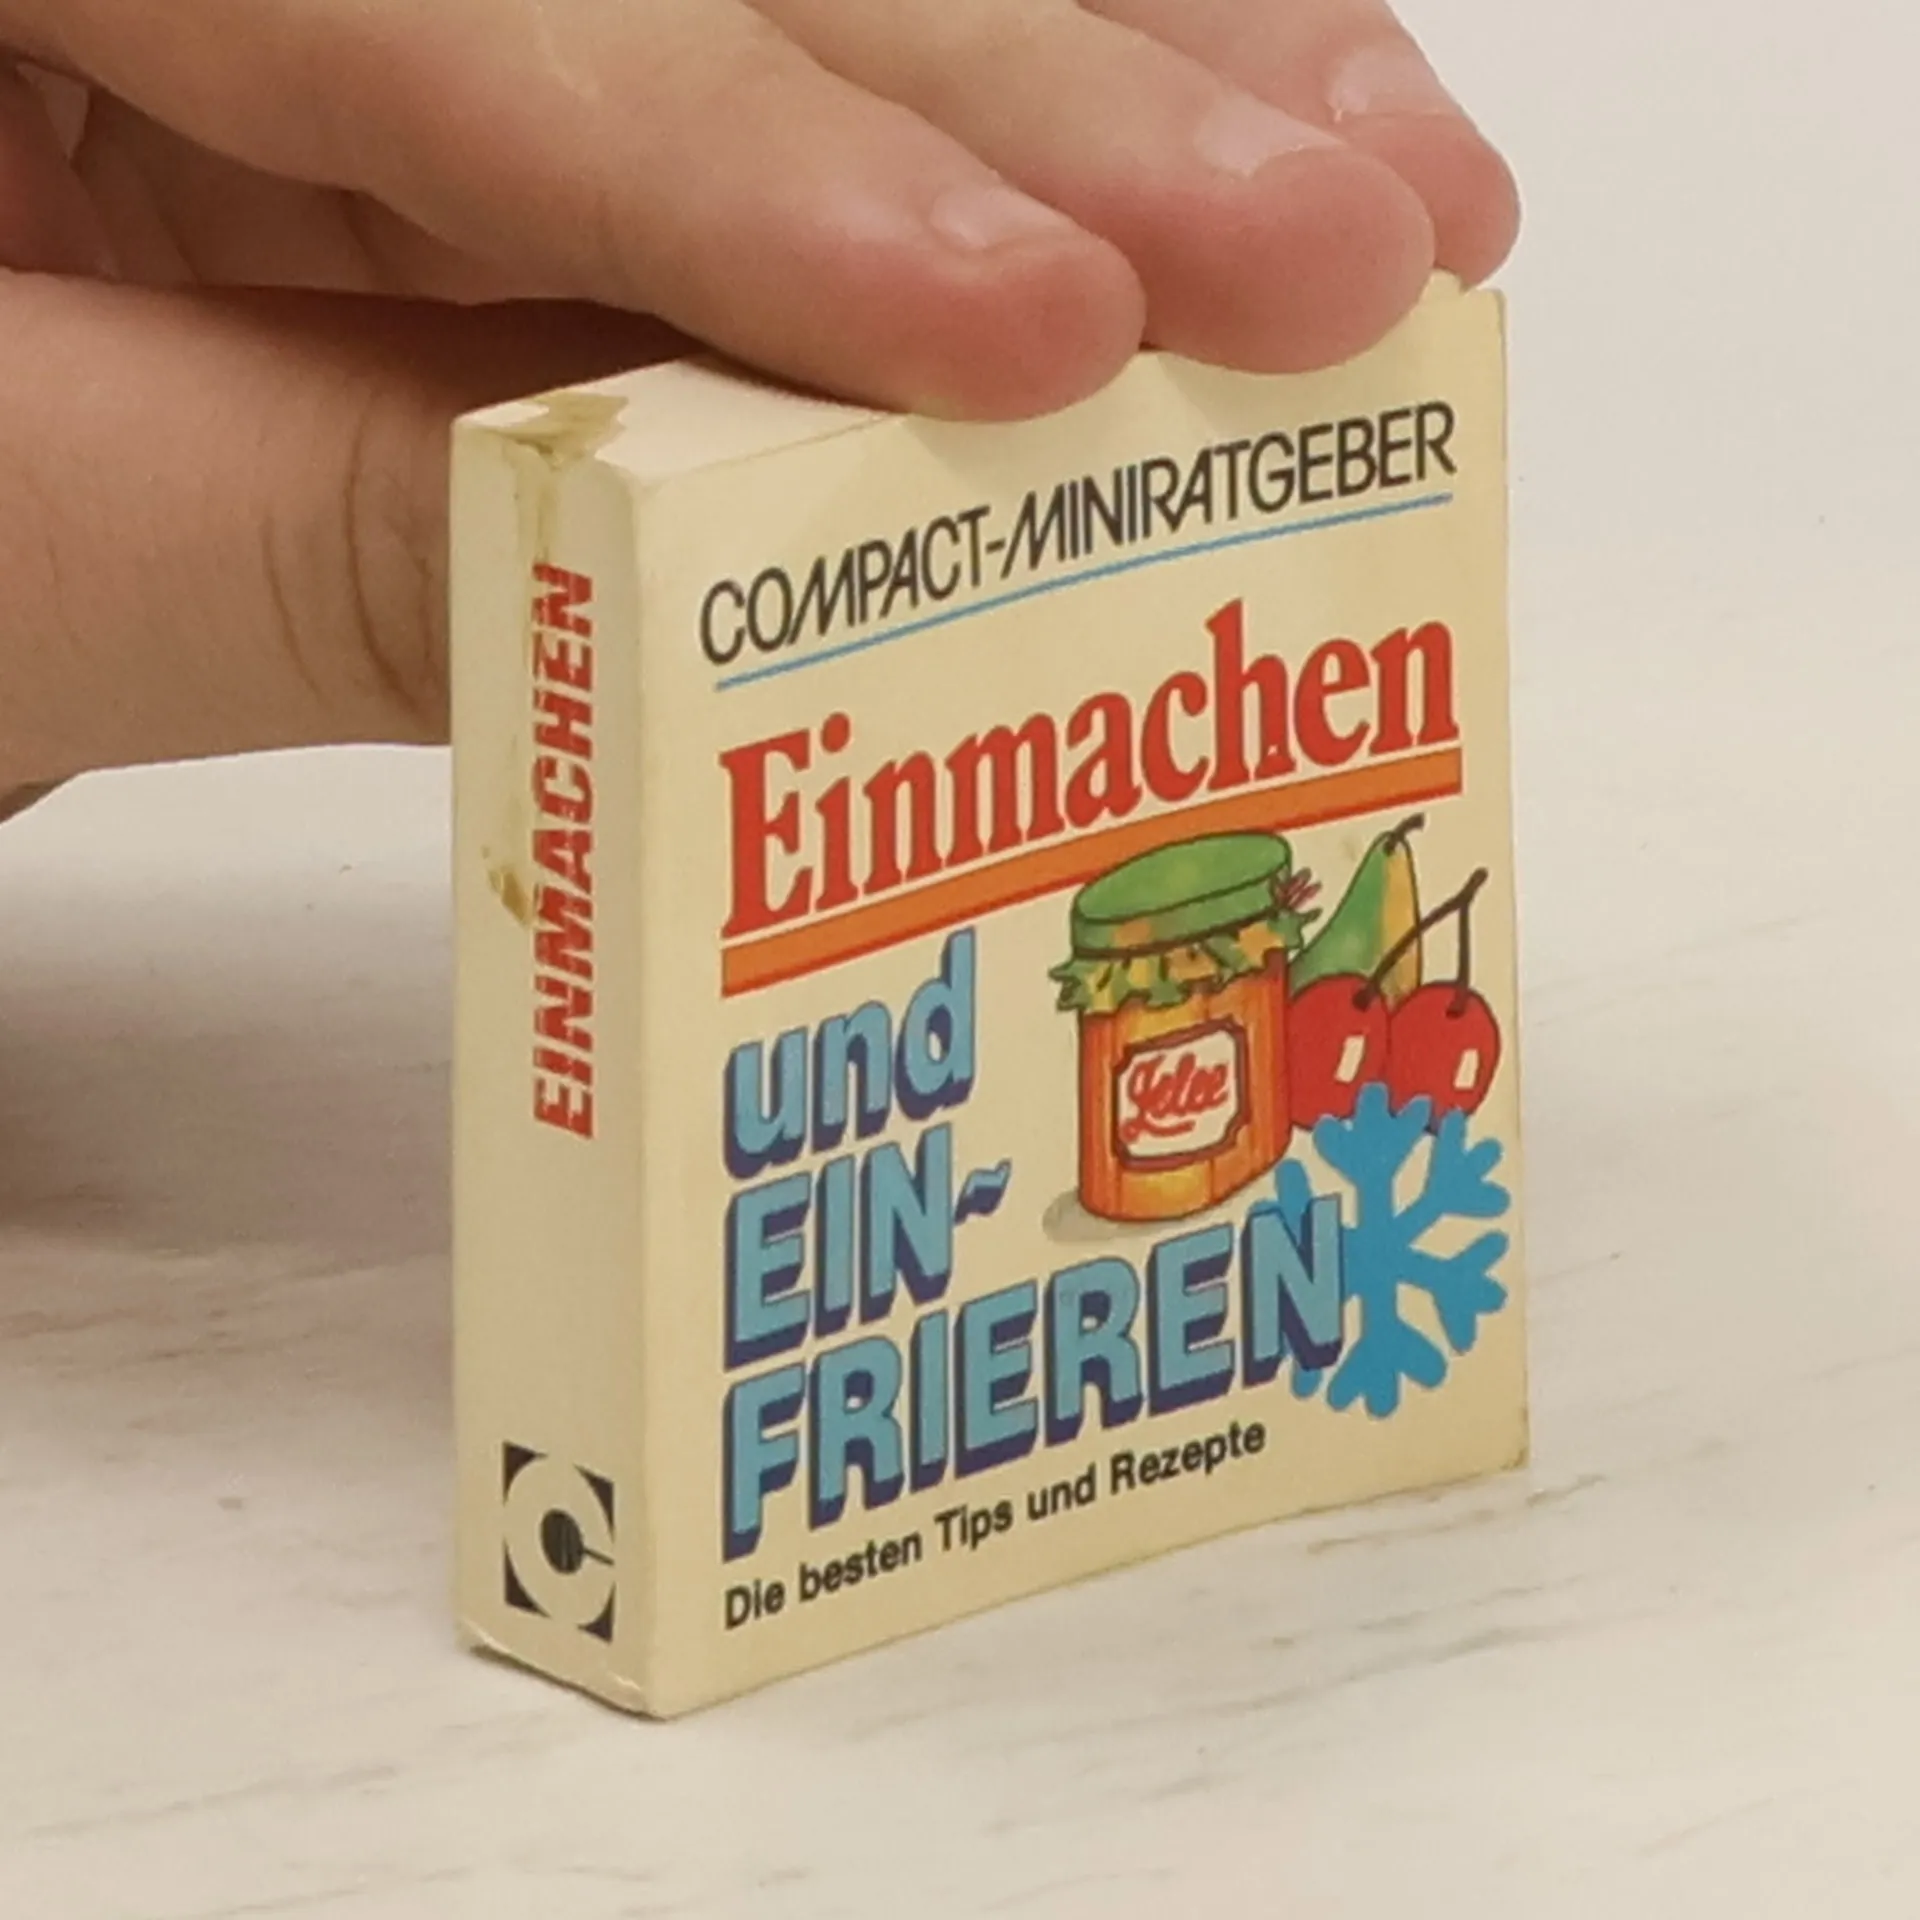 EINMACHEN
COMPACT-MINIRATGEBER
Einmachen
und
EIN-
FRIEREN
Gelee
Die besten Tips und Rezepte